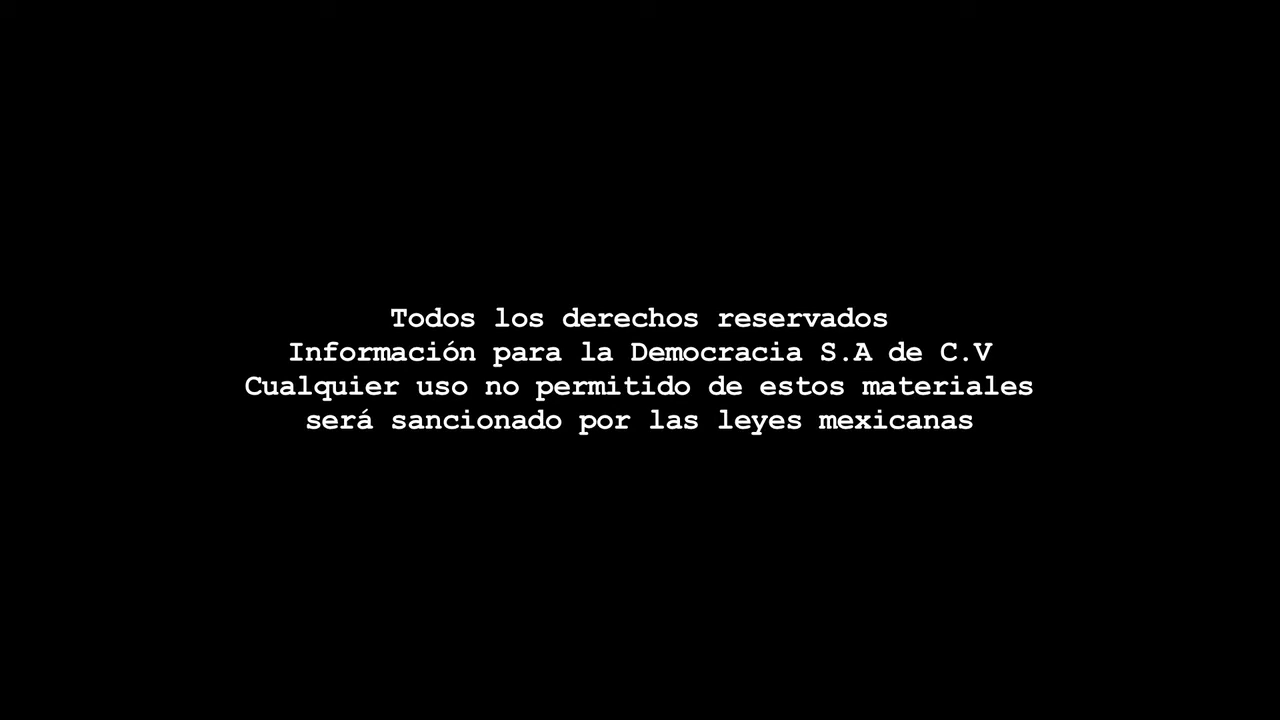 Todos los derechos reservados
Información para la Democracia S.A de C.V
Cualquier uso no permitido de estos materiales
será sancionado por las leyes mexicanas